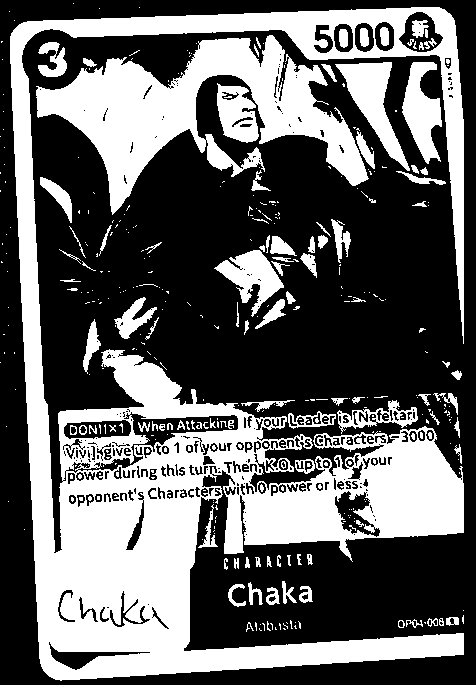 3
5000
斬
SLASH
DON!!×1 When Attacking If your Leader is [Nefeltari
Vivi], give up to 1 of your opponent's Characters −3000
power during this turn. Then, K.O. up to 1 of your
opponent's Characters with 0 power or less.
CHARACTER
Chaka
Chaka
Alabasta
OP04-008